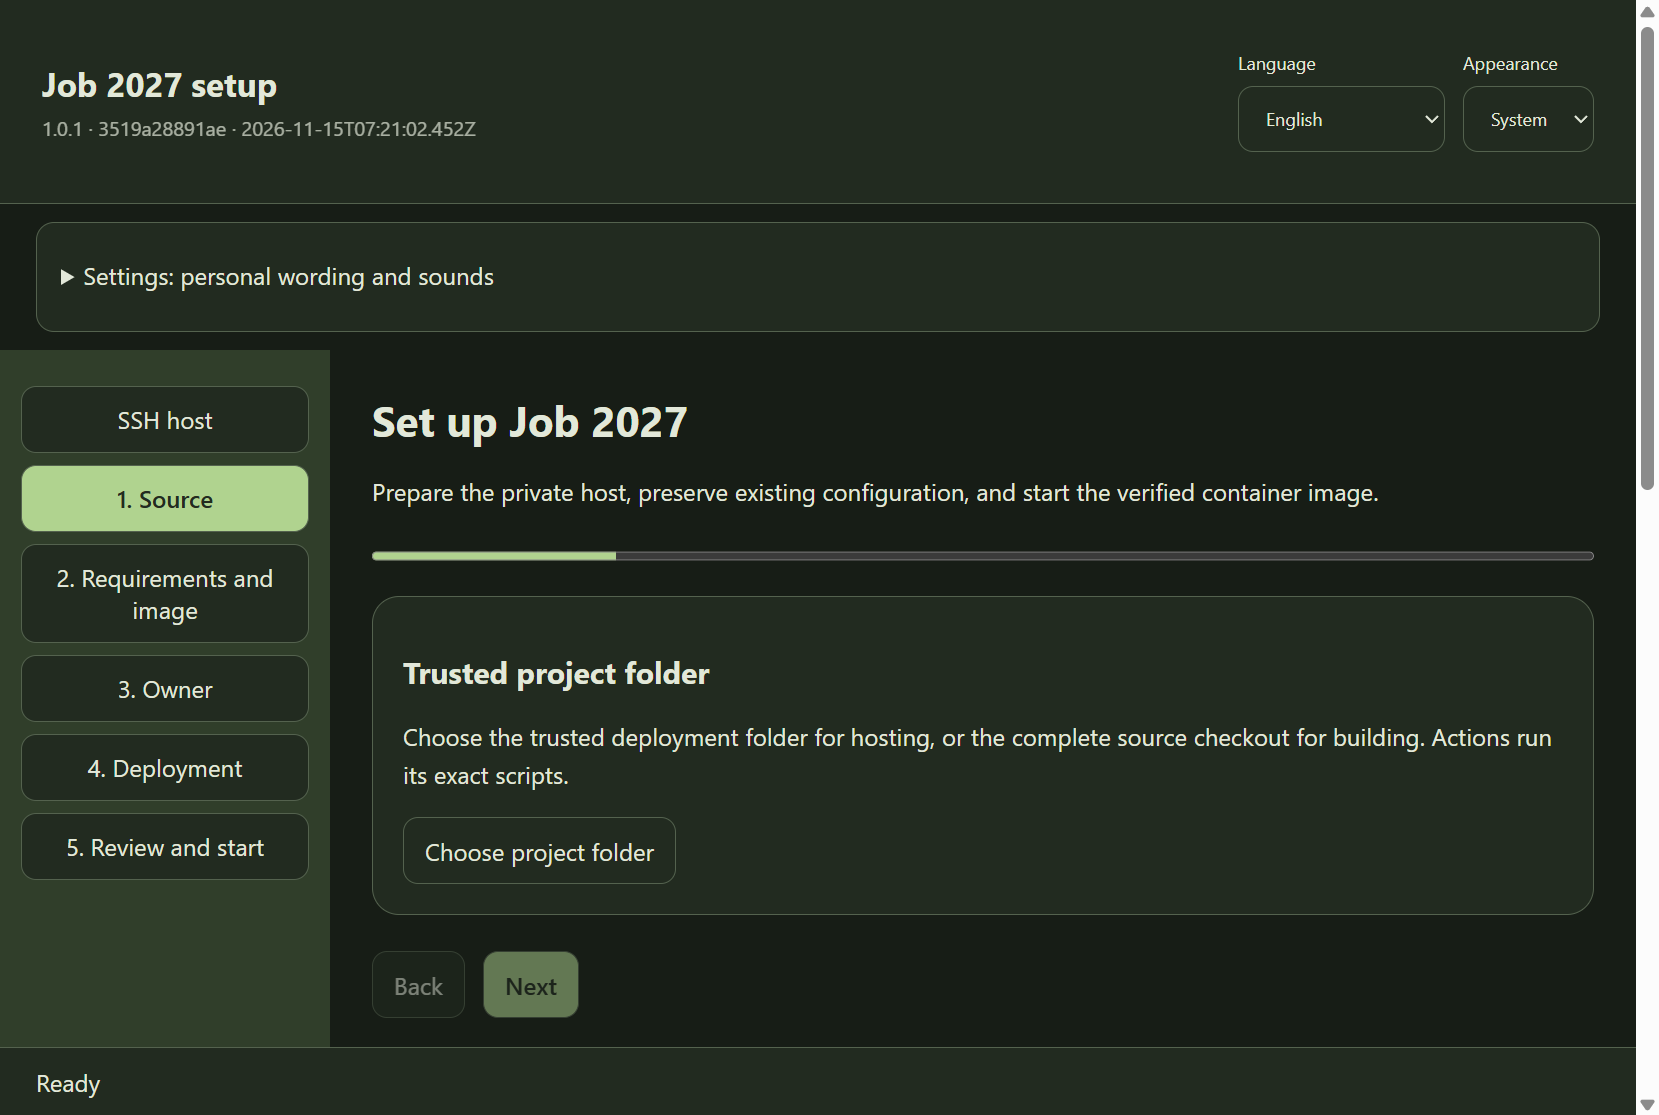 Job 2027 setup
1.0.1 · 3519a28891ae · 2026-11-15T07:21:02.452Z
Language
English
Appearance
System
Settings: personal wording and sounds
SSH host
1. Source
2. Requirements and
image
3. Owner
4. Deployment
5. Review and start
Set up Job 2027
Prepare the private host, preserve existing configuration, and start the verified container image.
Trusted project folder
Choose the trusted deployment folder for hosting, or the complete source checkout for building. Actions run
its exact scripts.
Choose project folder
Back
Next
Ready